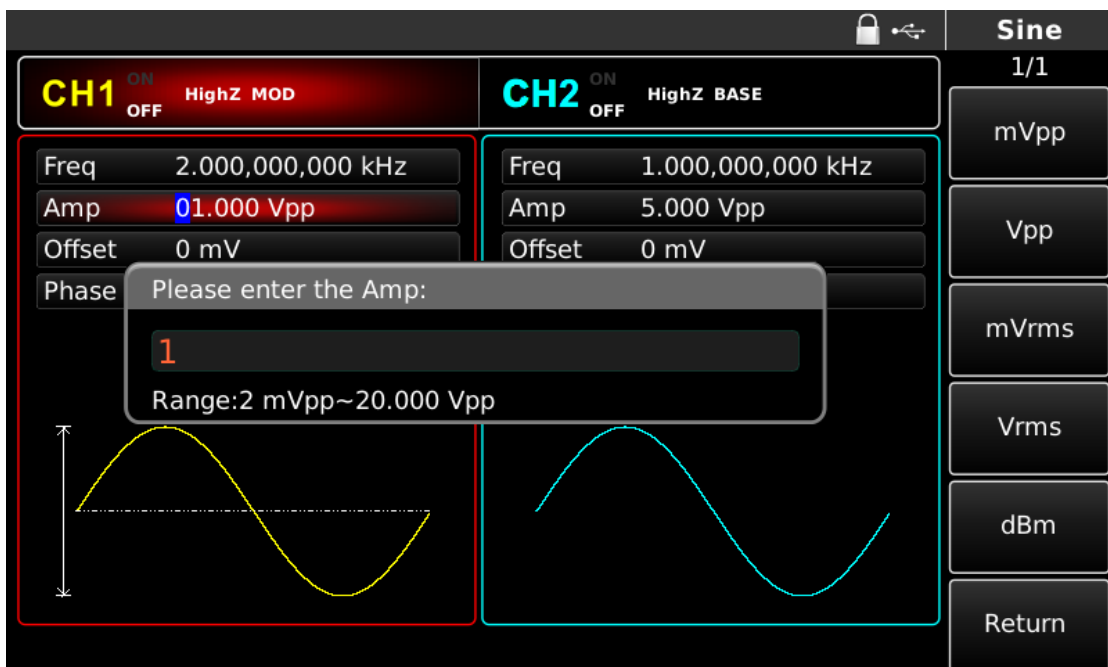 Sine
1/1
CH1 ON OFF HighZ MOD
CH2 ON OFF HighZ BASE
Freq 2.000,000,000 kHz
Amp 01.000 Vpp
Offset 0 mV
Phase
Freq 1.000,000,000 kHz
Amp 5.000 Vpp
Offset 0 mV
Please enter the Amp:
1
Range:2 mVpp~20.000 Vpp
mVpp
Vpp
mVrms
Vrms
dBm
Return